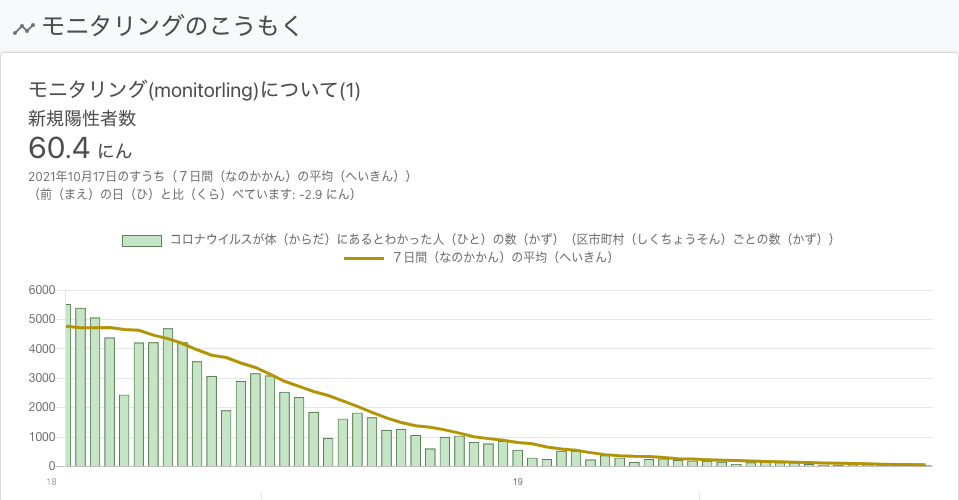 モニタリングのこうもく
モニタリング(monitorling)について(1)
新規陽性者数
60.4 にん
2021年10月17日のすうち（７日間（なのかかん）の平均（へいきん））
（前（まえ）の日（ひ）と比（くら）べています: -2.9 にん）
コロナウイルスが体（からだ）にあるとわかった人（ひと）の数（かず）（区市町村（しくちょうそん）ごとの数（かず））
７日間（なのかかん）の平均（へいきん）
6000
5000
4000
3000
2000
1000
0
18 19